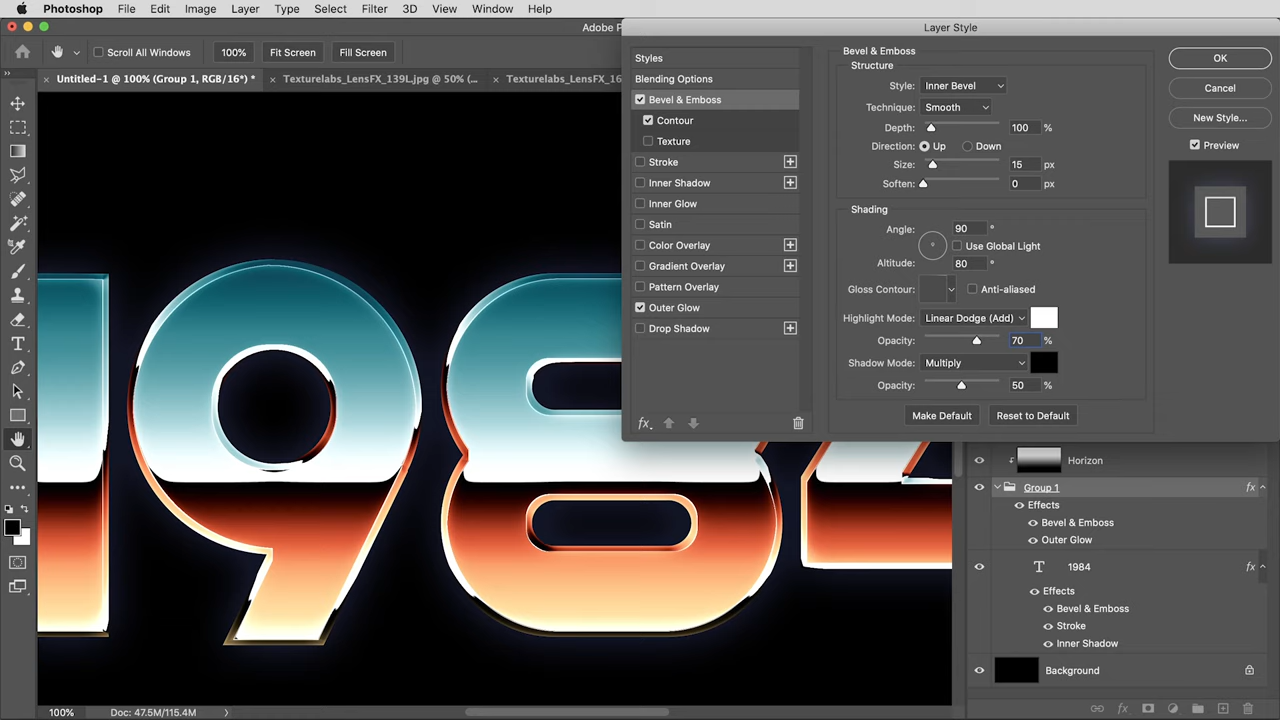 Photoshop File Edit Image Layer Type Select Filter 3D View Window Help
Adobe P
Layer Style
Scroll All Windows 100% Fit Screen Fill Screen
Untitled-1 @ 100% (Group 1, RGB/16*) * Texturelabs_LensFX_139L.jpg @ 50% (... Texturelabs_LensFX_16
Styles
Blending Options
Bevel & Emboss
Contour
Texture
Stroke
Inner Shadow
Inner Glow
Satin
Color Overlay
Gradient Overlay
Pattern Overlay
Outer Glow
Drop Shadow
fx
Bevel & Emboss
Structure
Style: Inner Bevel
Technique: Smooth
Depth: 100 %
Direction: Up Down
Size: 15 px
Soften: 0 px
Shading
Angle: 90 °
Use Global Light
Altitude: 80 °
Gloss Contour: Anti-aliased
Highlight Mode: Linear Dodge (Add)
Opacity: 70 %
Shadow Mode: Multiply
Opacity: 50 %
Make Default Reset to Default
OK
Cancel
New Style...
Preview
1984
Horizon
Group 1 fx
Effects
Bevel & Emboss
Outer Glow
T 1984 fx
Effects
Bevel & Emboss
Stroke
Inner Shadow
Background
fx
100% Doc: 47.5M/115.4M